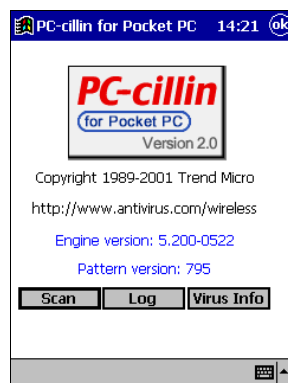 PC-cillin for Pocket PC 14:21 ok
PC-cillin
for Pocket PC
Version 2.0
Copyright 1989-2001 Trend Micro
http://www.antivirus.com/wireless
Engine version: 5.200-0522
Pattern version: 795
Scan Log Virus Info